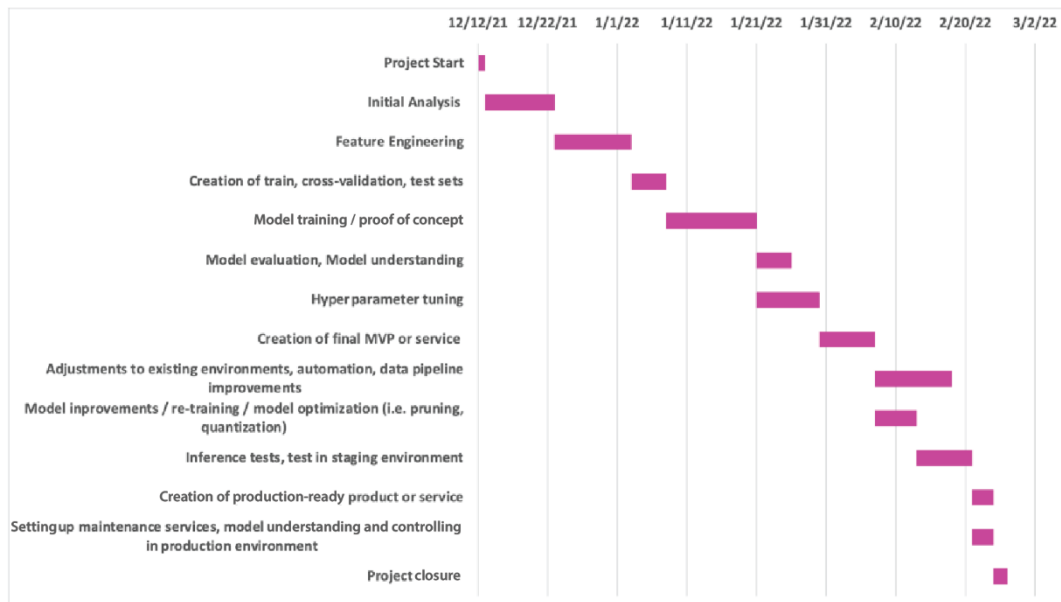 12/12/21 12/22/21 1/1/22 1/11/22 1/21/22 1/31/22 2/10/22 2/20/22 3/2/22
Project Start
Initial Analysis
Feature Engineering
Creation of train, cross-validation, test sets
Model training / proof of concept
Model evaluation, Model understanding
Hyper parameter tuning
Creation of final MVP or service
Adjustments to existing environments, automation, data pipeline
improvements
Model inprovements / re-training / model optimization (i.e. pruning,
quantization)
Inference tests, test in staging environment
Creation of production-ready product or service
Setting up maintenance services, model understanding and controlling
in production environment
Project closure